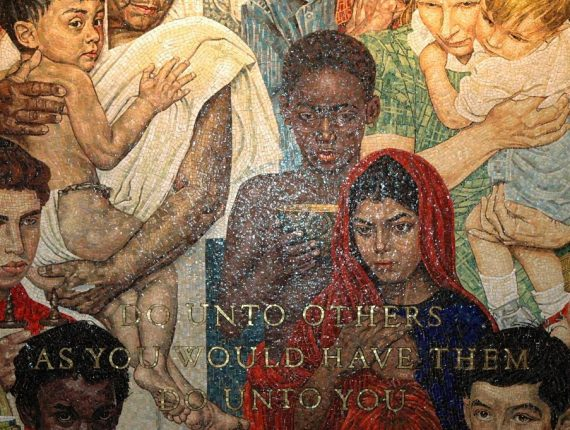 DO UNTO OTHERS
AS YOU WOULD HAVE THEM
DO UNTO YOU